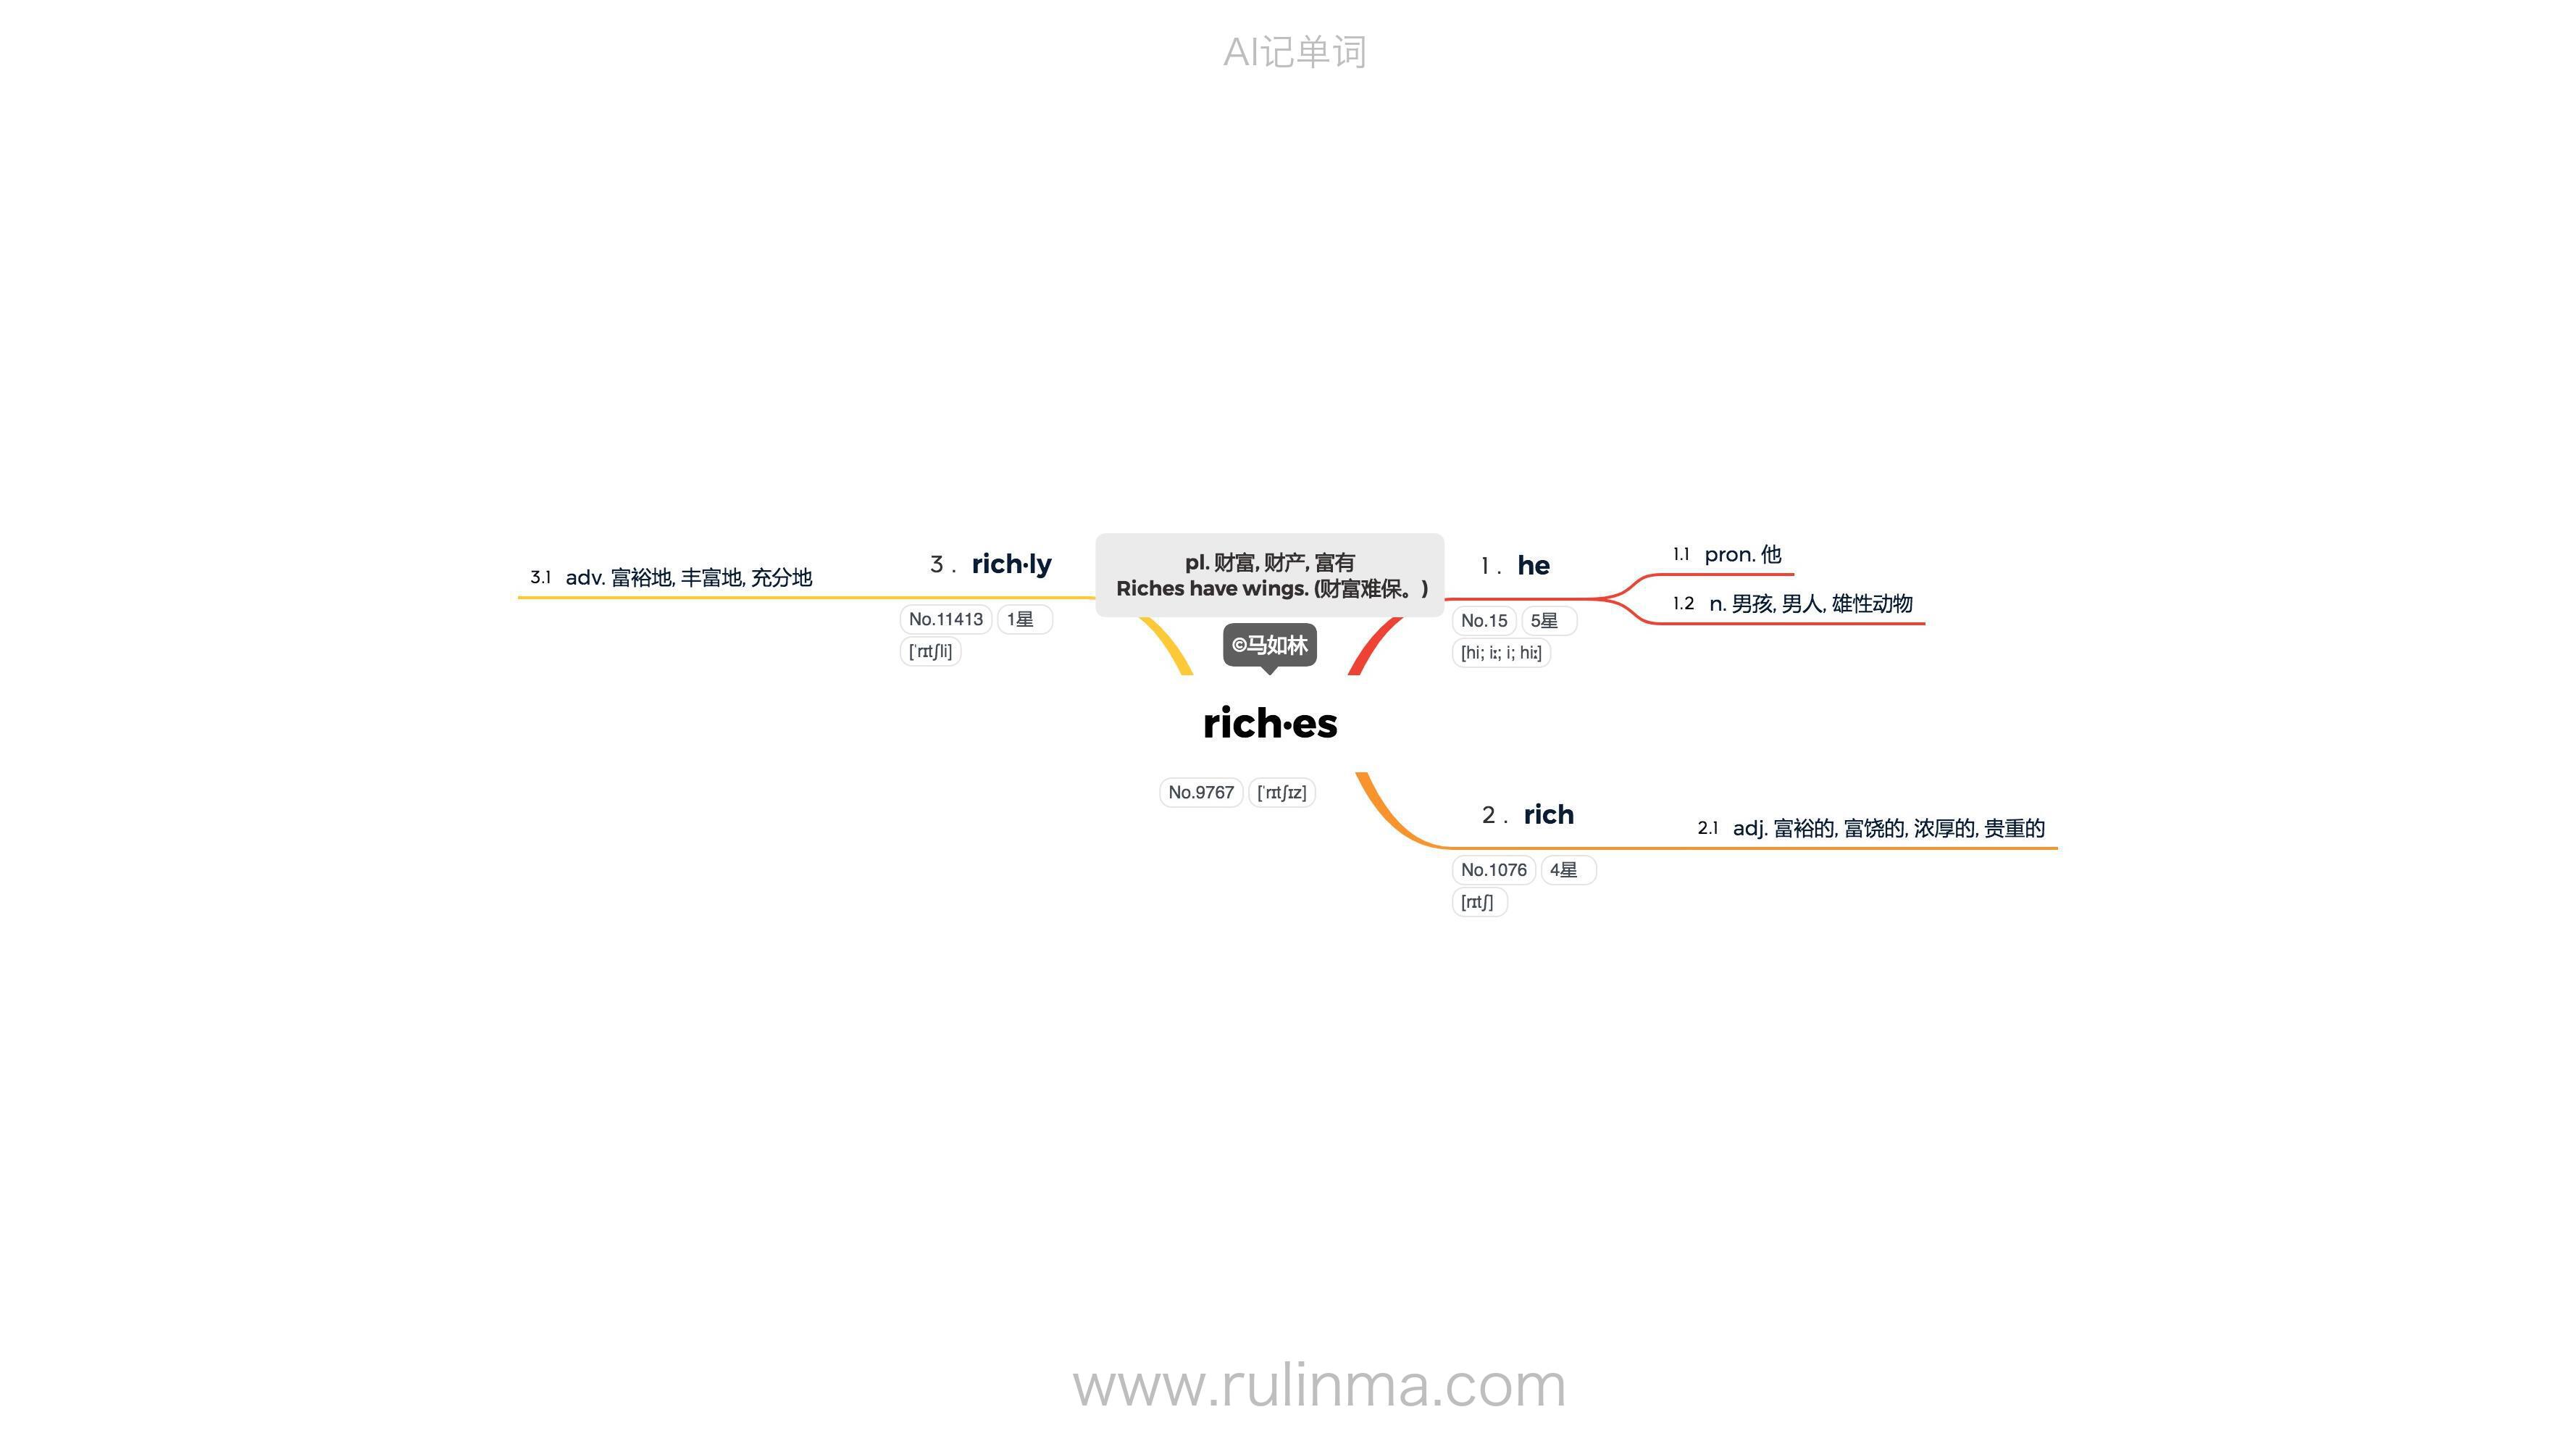 AI记单词
pl. 财富, 财产, 富有
Riches have wings. (财富难保。)
©马如林
rich·es
No.9767 ['rɪtʃɪz]
1 . he
No.15 5星
[hi; iː; i; hiː]
1.1 pron. 他
1.2 n. 男孩, 男人, 雄性动物
2 . rich
No.1076 4星
[rɪtʃ]
2.1 adj. 富裕的, 富饶的, 浓厚的, 贵重的
3 . rich·ly
No.11413 1星
['rɪtʃli]
3.1 adv. 富裕地, 丰富地, 充分地
www.rulinma.com